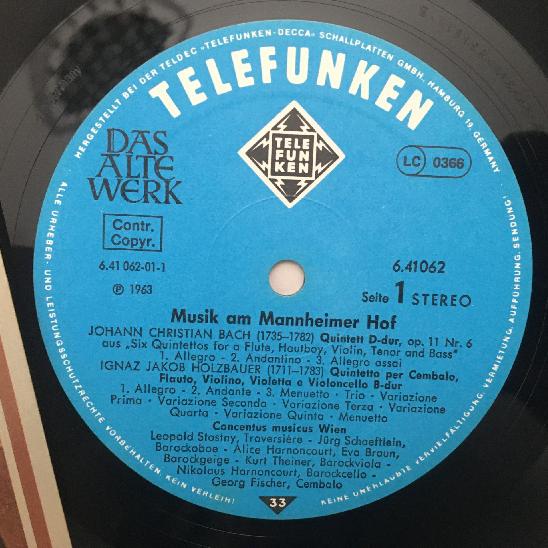 HERGESTELLT BEI DER TELDEC »TELEFUNKEN-DECCA« SCHALLPLATTEN GMBH., HAMBURG 19, GERMANY
TELEFUNKEN
TELE
FUN
KEN
DAS
ALTE
WERK
LC 0366
Contr.
Copyr.
6.41 062-01-1
℗ 1963
6.41062
Seite 1 STEREO
Musik am Mannheimer Hof
JOHANN CHRISTIAN BACH (1735–1782) Quintett D-dur, op. 11 Nr. 6
aus „Six Quintettos for a Flute, Hautboy, Violin, Tenor and Bass"
1. Allegro - 2. Andantino - 3. Allegro assai
IGNAZ JAKOB HOLZBAUER (1711–1783) Quintetto per Cembalo,
Flauto, Violino, Violetta e Violoncello B-dur
1. Allegro - 2. Andante - 3. Menuetto - Trio - Variazione
Prima - Variazione Seconda - Variazione Terza - Variazione
Quarta - Variazione Quinta - Menuetto
Concentus musicus Wien
Leopold Stastny, Traversière - Jürg Schaeftlein,
Barockoboe - Alice Harnoncourt, Eva Braun,
Barockgeige - Kurt Theiner, Barockviola -
Nikolaus Harnoncourt, Barockcello -
Georg Fischer, Cembalo
33
ALLE URHEBER- UND LEISTUNGSSCHUTZRECHTE VORBEHALTEN. KEIN VERLEIH!
KEINE UNERLAUBTE VERVIELFÄLTIGUNG, VERMIETUNG, AUFFÜHRUNG, SENDUNG!